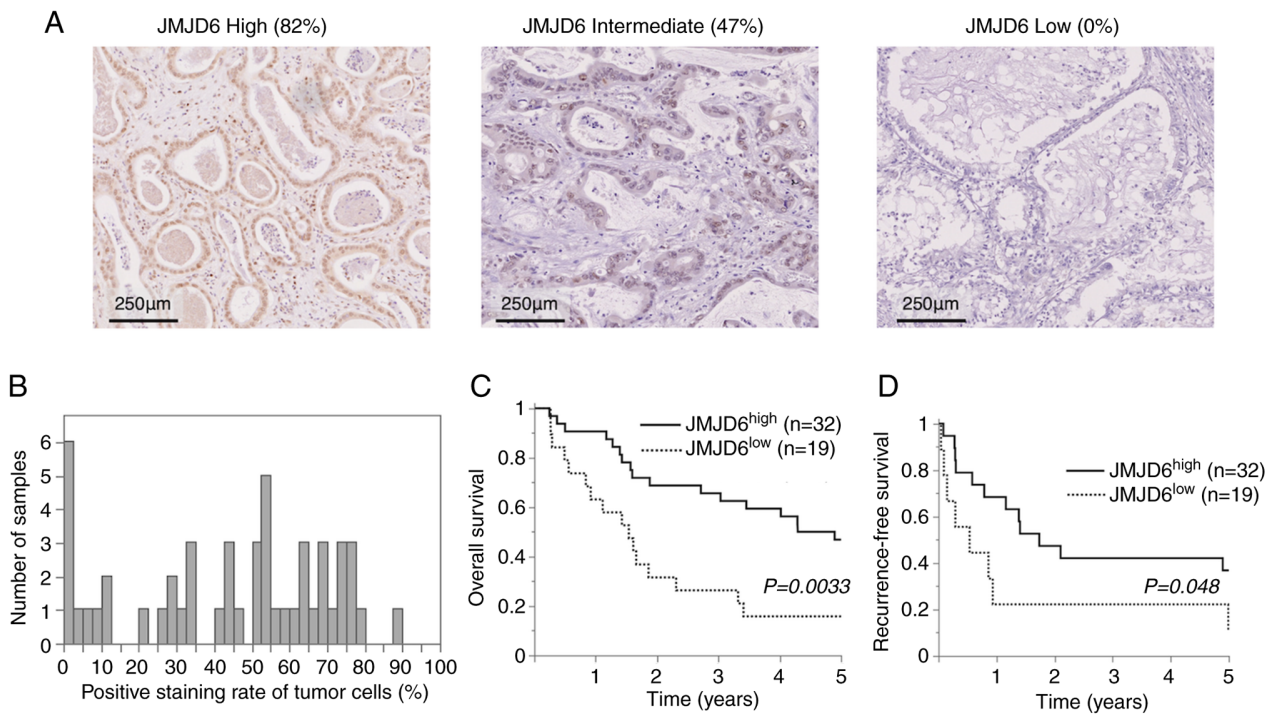 A
JMJD6 High (82%)
JMJD6 Intermediate (47%)
JMJD6 Low (0%)
250μm
250μm
250μm
B
Number of samples
6
5
4
3
2
1
0
0 10 20 30 40 50 60 70 80 90 100
Positive staining rate of tumor cells (%)
C
Overall survival
1
0.8
0.6
0.4
0.2
0
JMJD6high (n=32)
JMJD6low (n=19)
P=0.0033
1 2 3 4 5
Time (years)
D
Recurrence-free survival
1
0.8
0.6
0.4
0.2
0
JMJD6high (n=32)
JMJD6low (n=19)
P=0.048
1 2 3 4 5
Time (years)